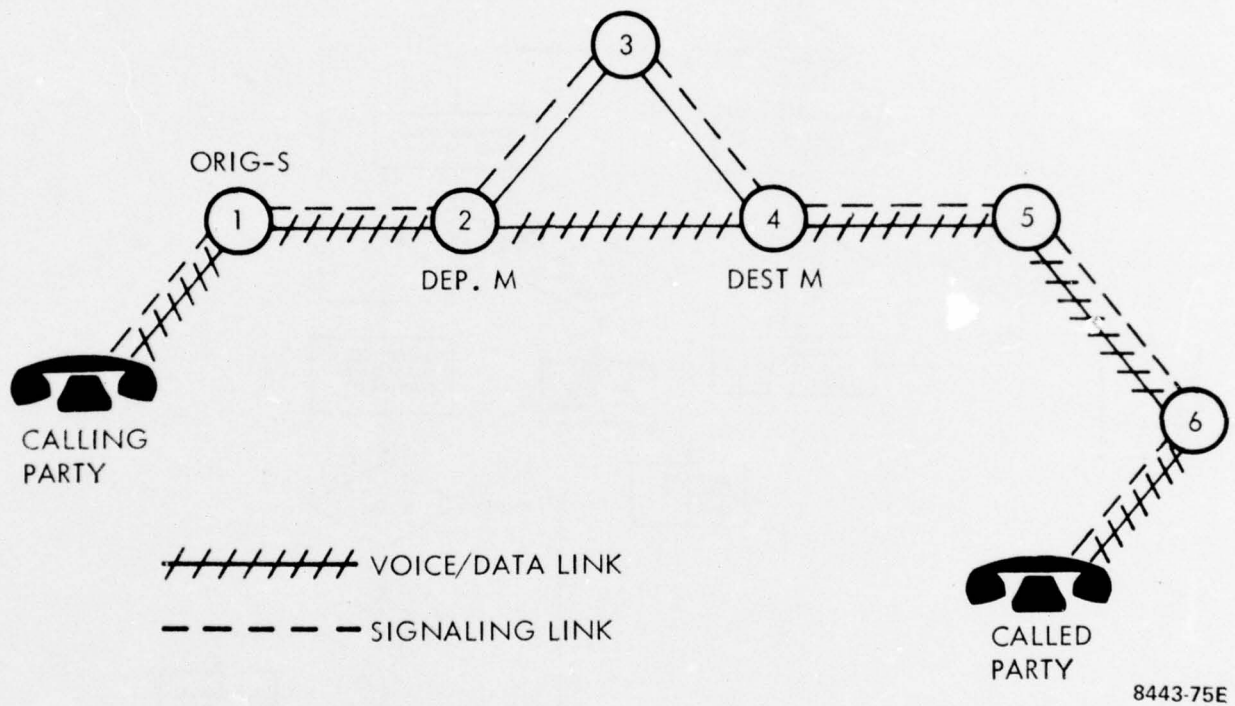 3
ORIG-S
1
2
4
5
DEP. M
DEST M
6
CALLING
PARTY
VOICE/DATA LINK
SIGNALING LINK
CALLED
PARTY
8443-75E